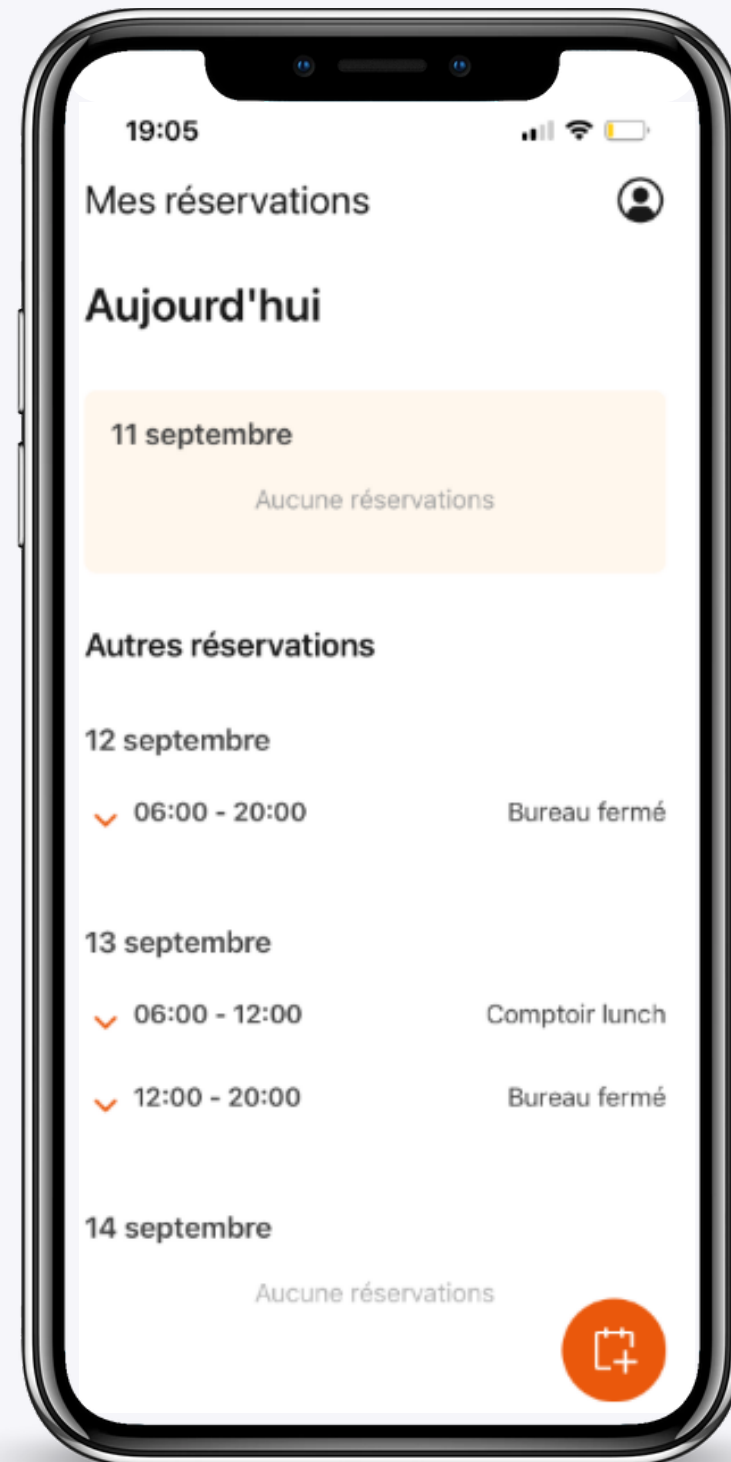 19:05
Mes réservations
Aujourd'hui
11 septembre
Aucune réservations
Autres réservations
12 septembre
06:00 - 20:00 Bureau fermé
13 septembre
06:00 - 12:00 Comptoir lunch
12:00 - 20:00 Bureau fermé
14 septembre
Aucune réservations